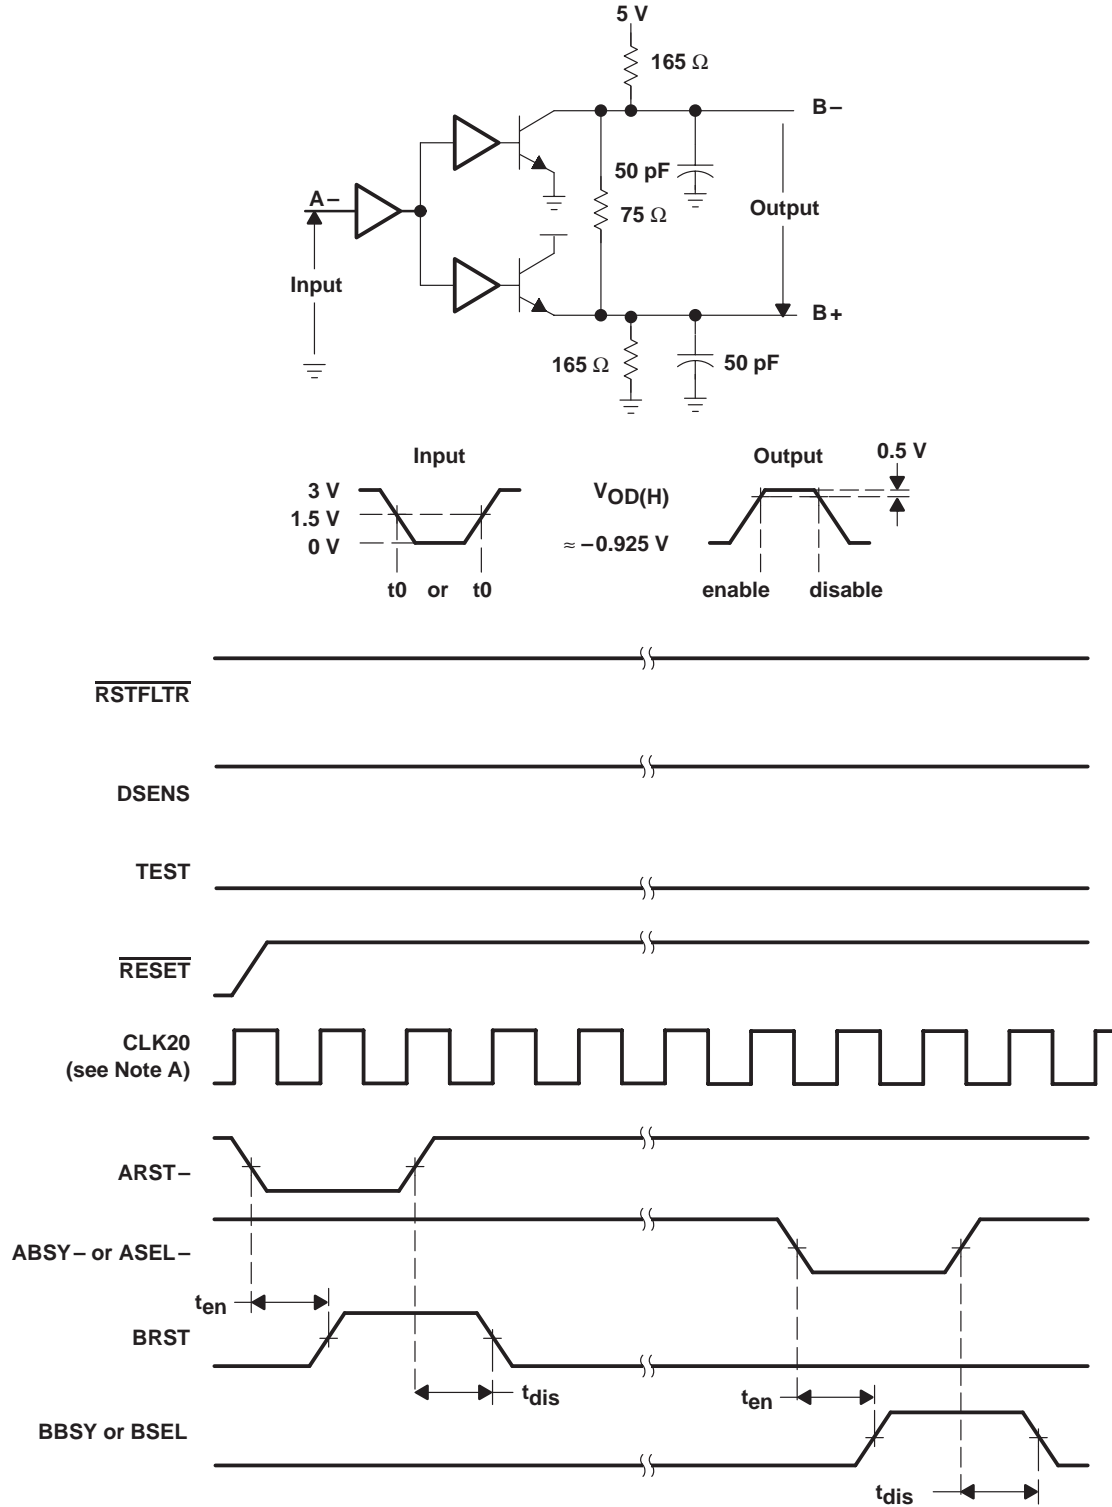 5 V
165 Ω
B–
A–
50 pF
75 Ω
Output
Input
B+
165 Ω
50 pF
Input
Output
0.5 V
3 V
VOD(H)
1.5 V
0 V
≈ –0.925 V
t0 or t0
enable disable
RSTFLTR
DSENS
TEST
RESET
CLK20
(see Note A)
ARST–
ABSY– or ASEL–
ten
BRST
tdis
ten
BBSY or BSEL
tdis